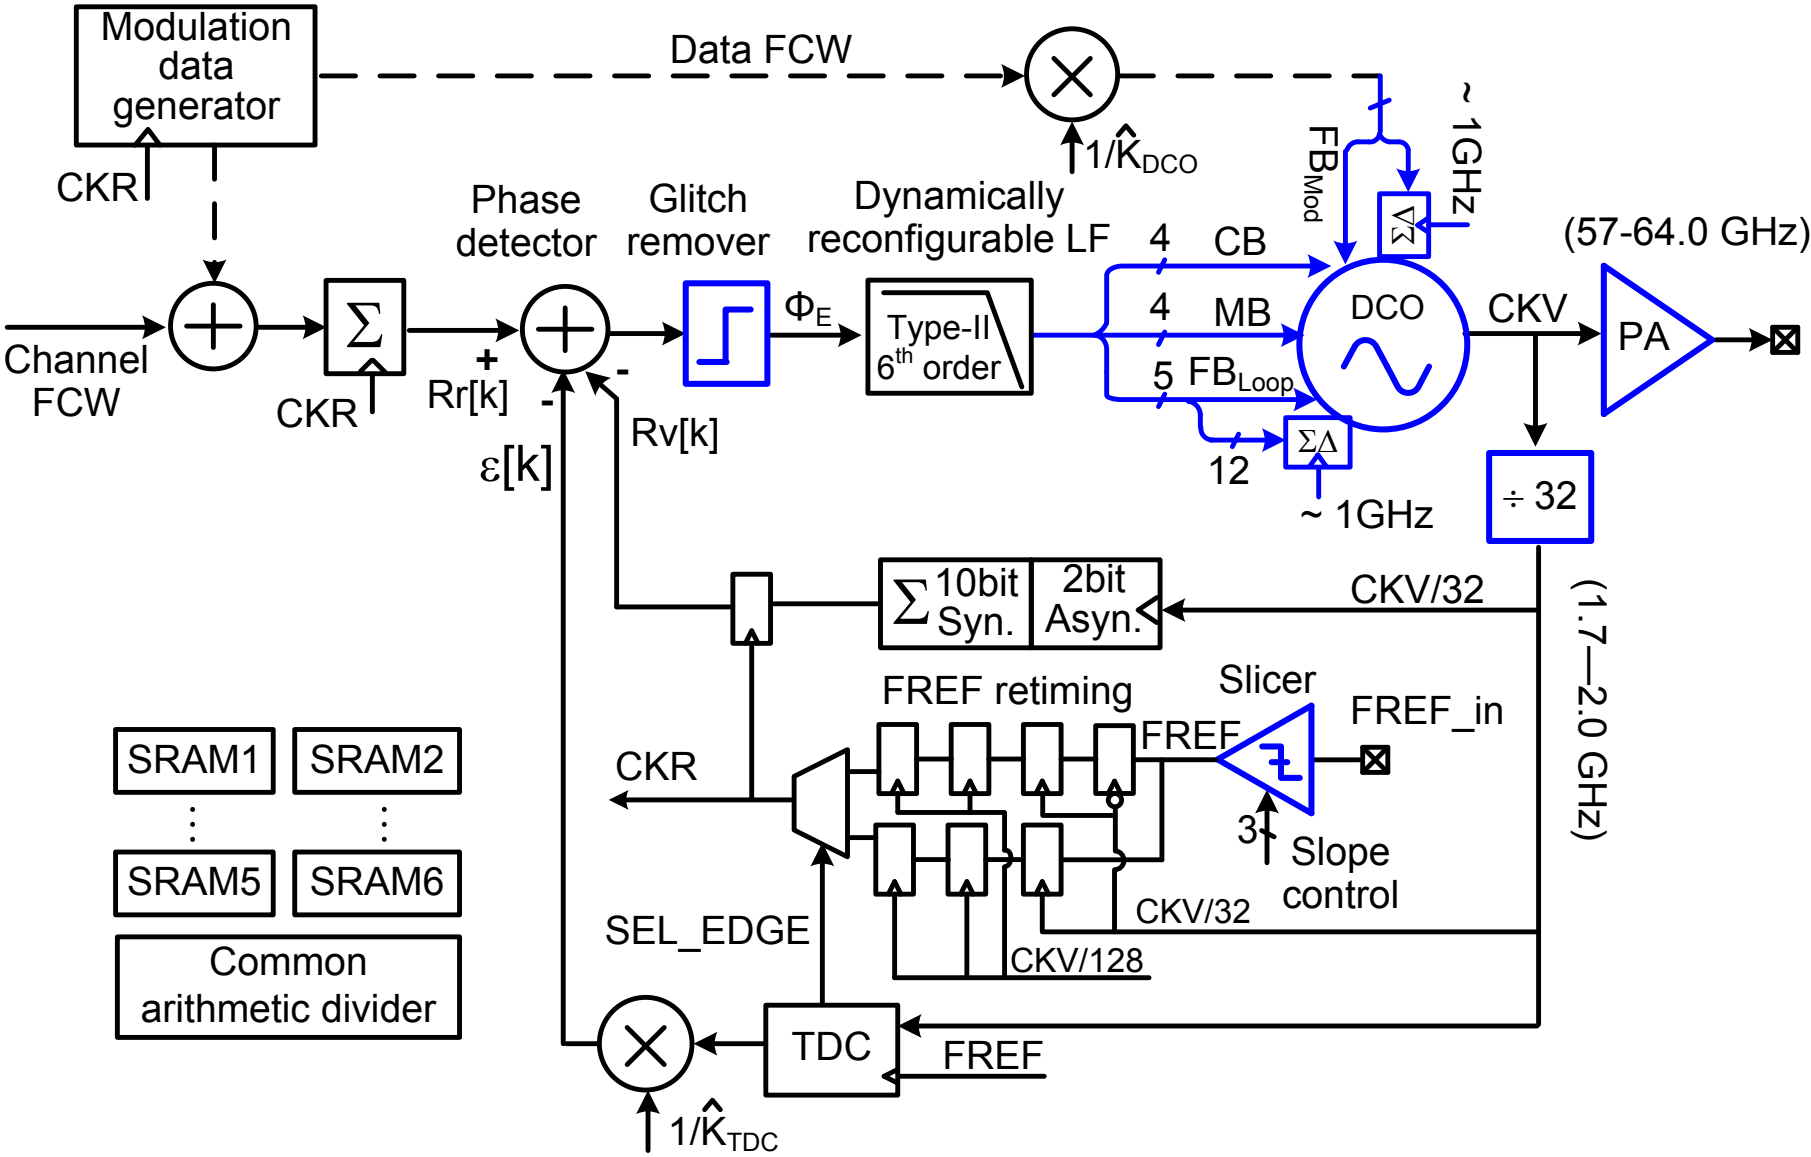 Modulation
data
generator
CKR
Data FCW
1/K̂DCO
~ 1GHz
FBMod
ΣΔ
Phase
detector
Glitch
remover
Dynamically
reconfigurable LF
(57-64.0 GHz)
Channel
FCW
Σ
CKR
+
Rr[k]
-
-
Rv[k]
ε[k]
ΦE
Type-II
6th order
4 CB
4 MB
5 FBLoop
12
ΣΔ
~ 1GHz
DCO
CKV
PA
÷ 32
(1.7—2.0 GHz)
CKV/32
Σ 10bit
Syn.
2bit
Asyn.
FREF retiming
Slicer
FREF_in
FREF
3
Slope
control
CKR
CKV/32
CKV/128
SEL_EDGE
TDC
FREF
1/K̂TDC
SRAM1
SRAM2
SRAM5
SRAM6
Common
arithmetic divider